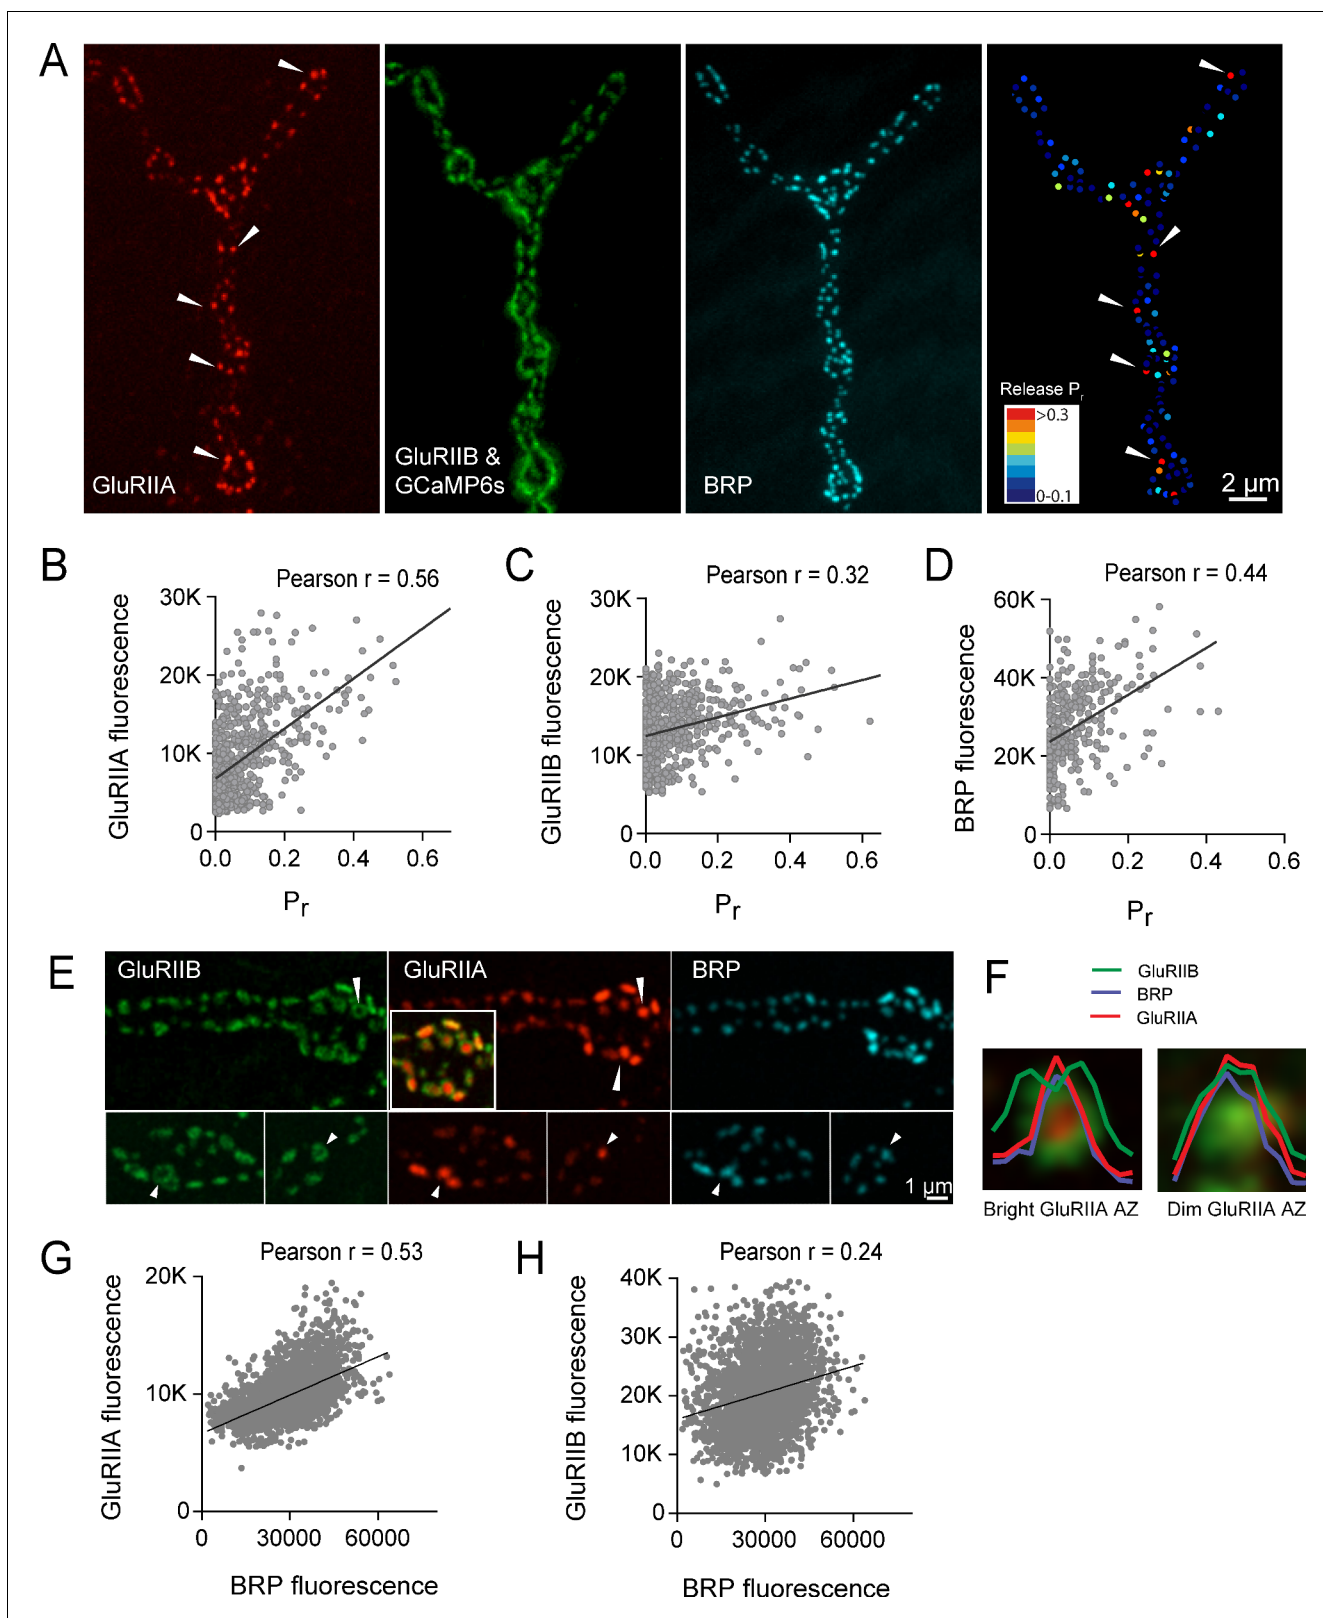 A
GluRIIA
GluRIIB &
GCaMP6s
BRP
Release Pr
>0.3
0-0.1
2 µm
B
Pearson r = 0.56
GluRIIA fluorescence
30K
20K
10K
0
0.0 0.2 0.4 0.6
Pr
C
Pearson r = 0.32
GluRIIB fluorescence
30K
20K
10K
0
0.0 0.2 0.4 0.6
Pr
D
Pearson r = 0.44
BRP fluorescence
60K
40K
20K
0
0.0 0.2 0.4 0.6
Pr
E
GluRIIB
GluRIIA
BRP
1 µm
F
GluRIIB
BRP
GluRIIA
Bright GluRIIA AZ
Dim GluRIIA AZ
G
Pearson r = 0.53
GluRIIA fluorescence
20K
10K
0
0 30000 60000
BRP fluorescence
H
Pearson r = 0.24
GluRIIB fluorescence
40K
30K
20K
10K
0
0 30000 60000
BRP fluorescence